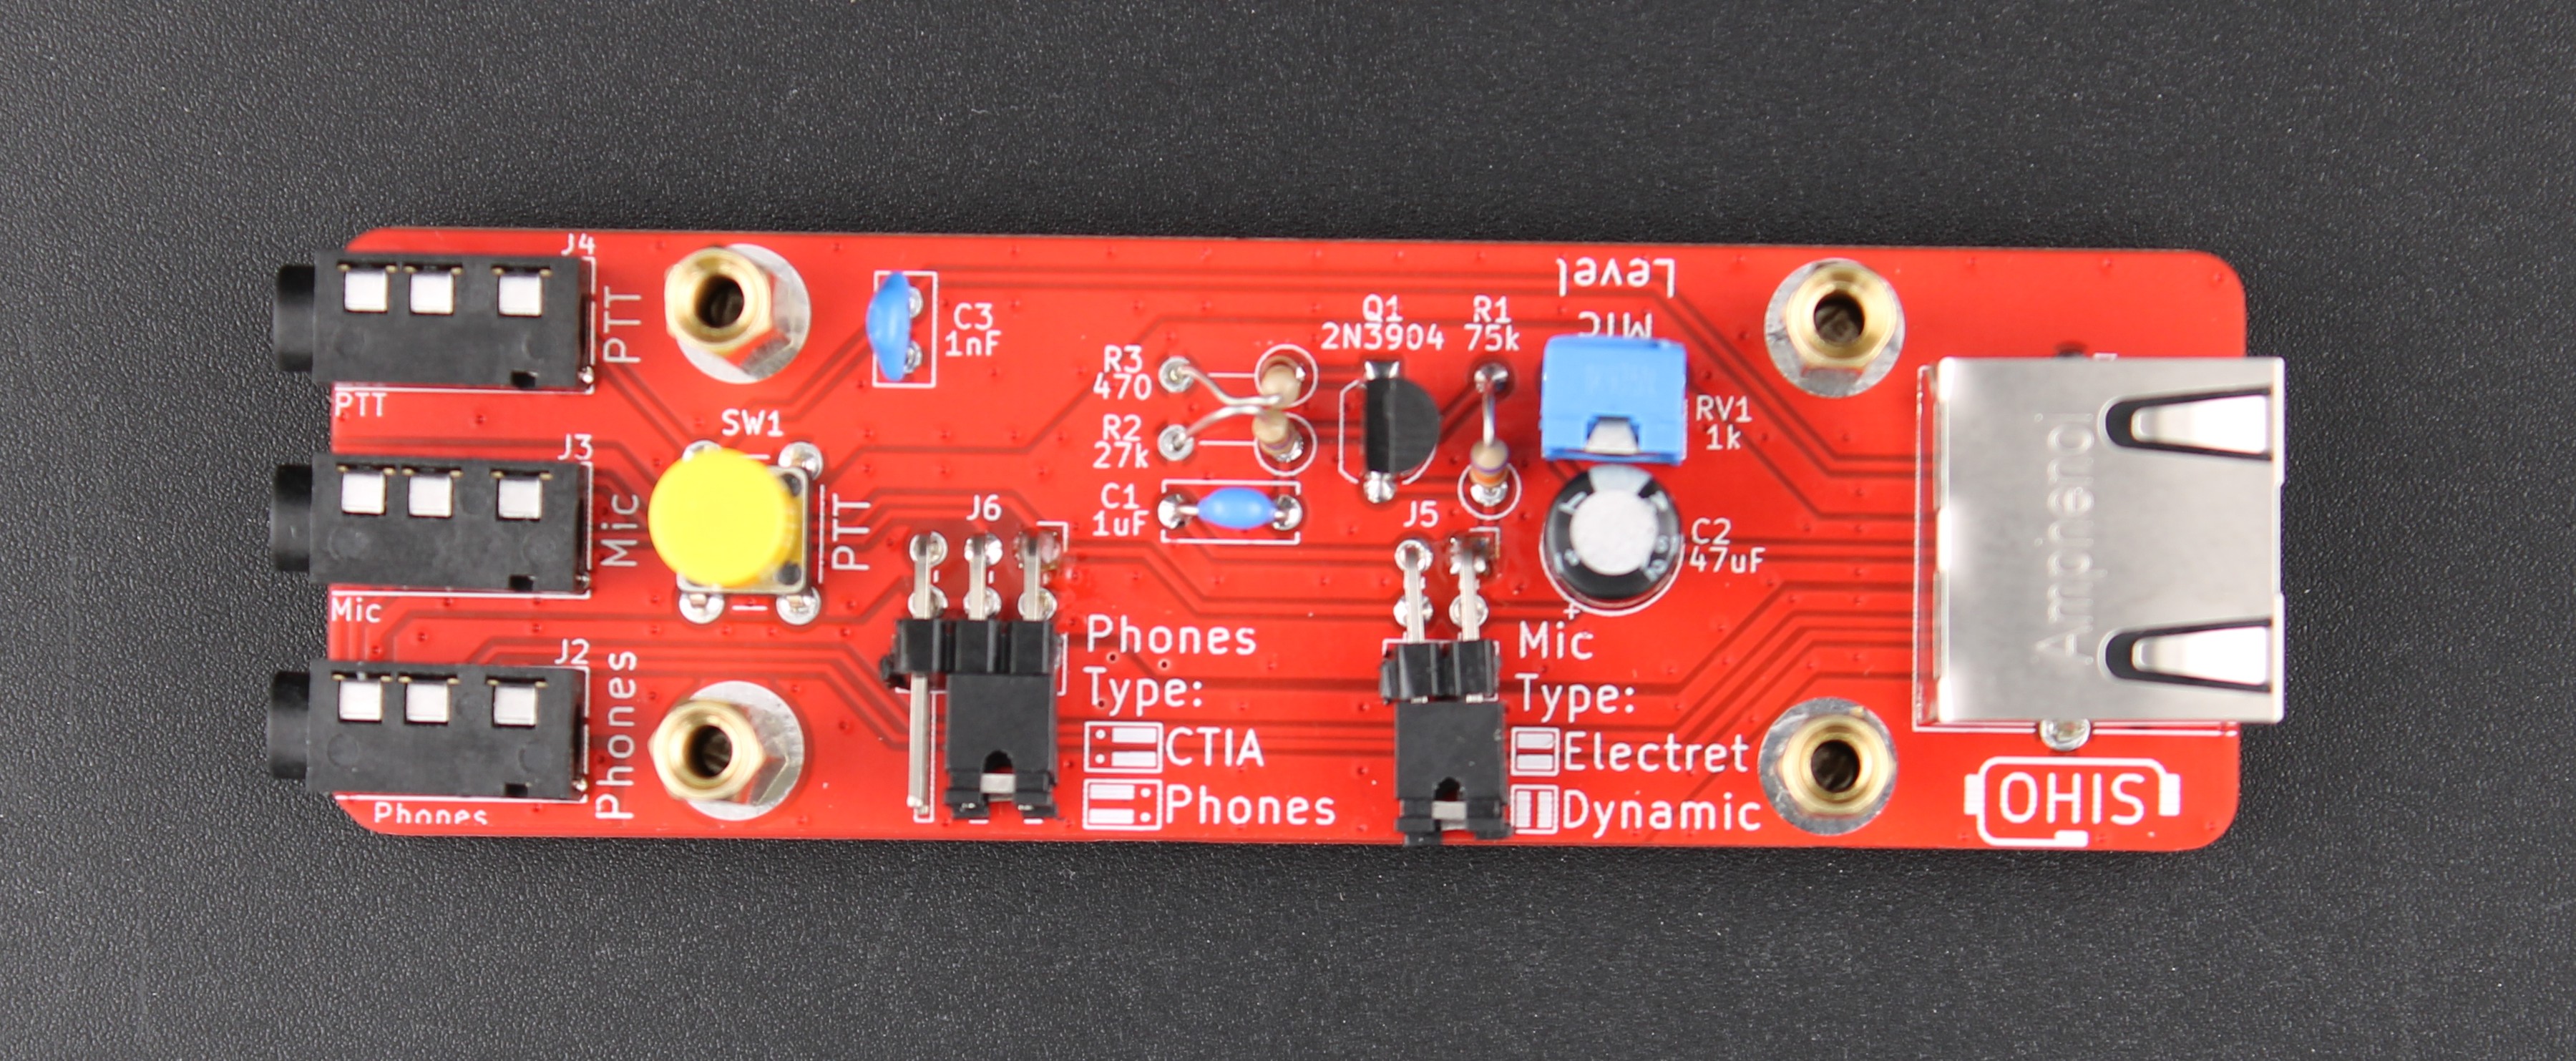 J4
PTT
PTT
J3
Mic
Mic
J2
Phones
Phones
SW1
PTT
C3
1nF
R3
470
R2
27k
C1
1uF
J6
Q1
2N3904
R1
75k
J5
Mic
Level
RV1
1k
C2
47uF
+
Phones
Type:
CTIA
Phones
Mic
Type:
Electret
Dynamic
Amphenol
OHIS